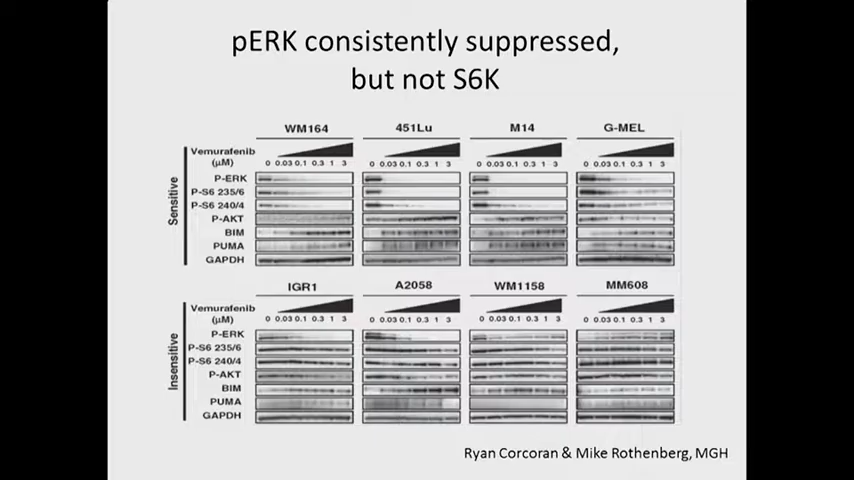 pERK consistently suppressed,
but not S6K
WM164 451Lu M14 G-MEL
Vemurafenib
(μM) 0 0.03 0.1 0.3 1 3 0 0.03 0.1 0.3 1 3 0 0.03 0.1 0.3 1 3 0 0.03 0.1 0.3 1 3
Sensitive
P-ERK
P-S6 235/6
P-S6 240/4
P-AKT
BIM
PUMA
GAPDH
IGR1 A2058 WM1158 MM608
Vemurafenib
(μM) 0 0.03 0.1 0.3 1 3 0 0.03 0.1 0.3 1 3 0 0.03 0.1 0.3 1 3 0 0.03 0.1 0.3 1 3
Insensitive
P-ERK
P-S6 235/6
P-S6 240/4
P-AKT
BIM
PUMA
GAPDH
Ryan Corcoran & Mike Rothenberg, MGH